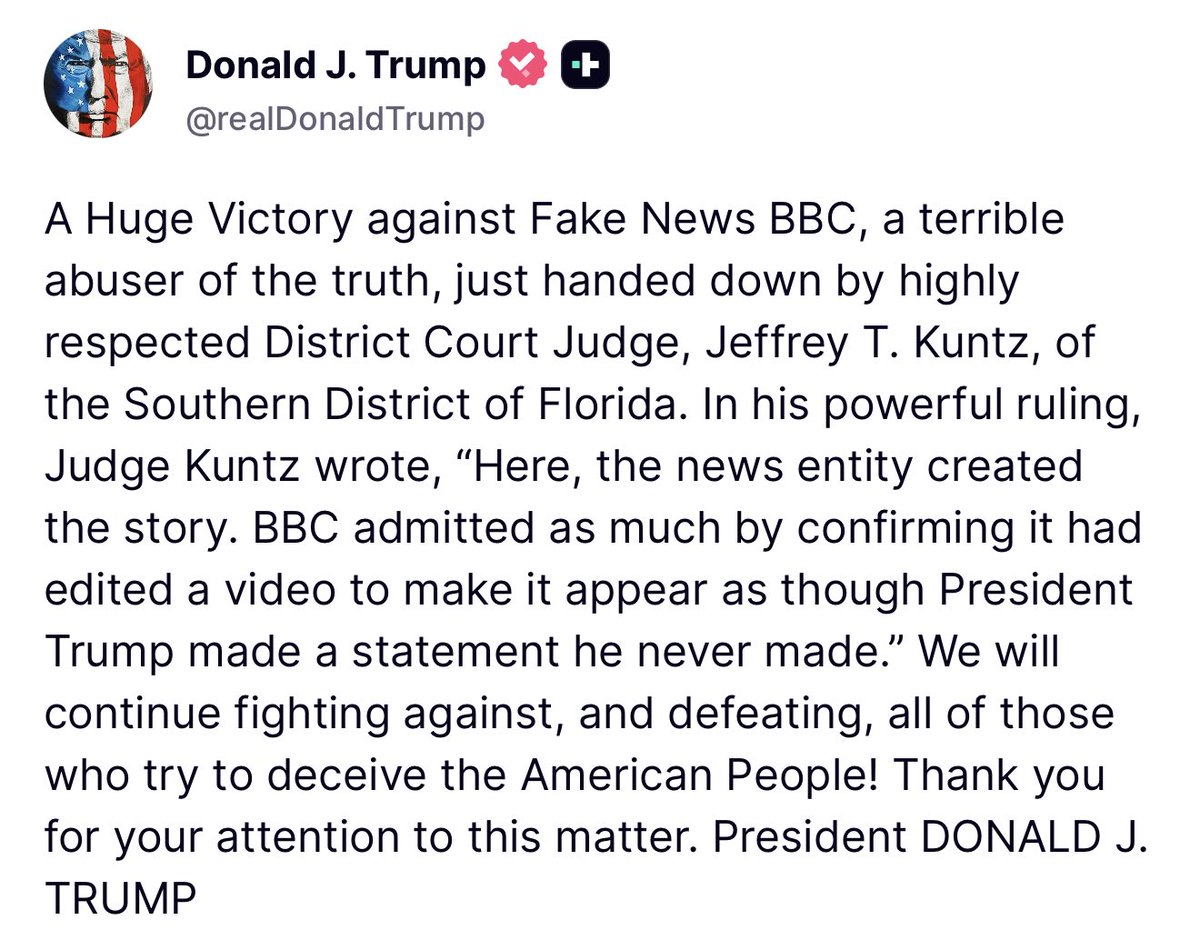 Donald J. Trump
@realDonaldTrump
A Huge Victory against Fake News BBC, a terrible
abuser of the truth, just handed down by highly
respected District Court Judge, Jeffrey T. Kuntz, of
the Southern District of Florida. In his powerful ruling,
Judge Kuntz wrote, “Here, the news entity created
the story. BBC admitted as much by confirming it had
edited a video to make it appear as though President
Trump made a statement he never made.” We will
continue fighting against, and defeating, all of those
who try to deceive the American People! Thank you
for your attention to this matter. President DONALD J.
TRUMP